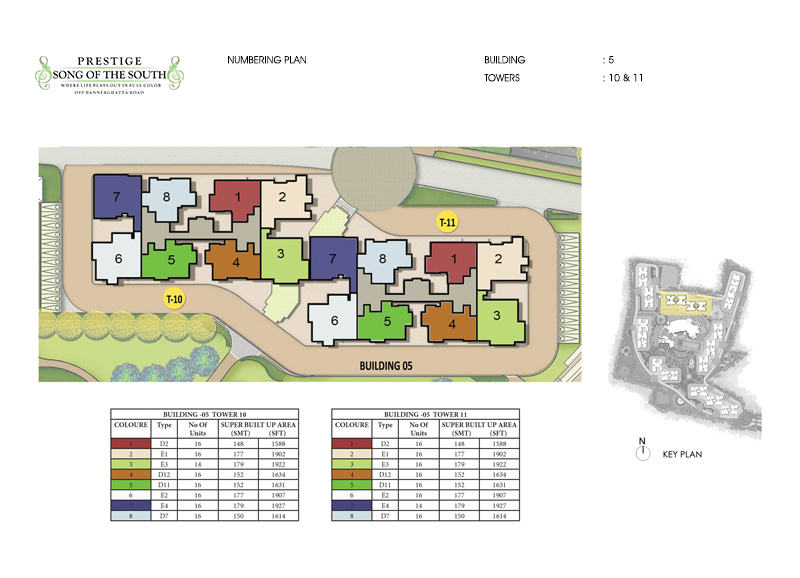 PRESTIGE
SONG OF THE SOUTH
WHERE LIFE PLAYS OUT IN FULL COLOR
OFF BANNERGHATTA ROAD
NUMBERING PLAN
BUILDING : 5
TOWERS : 10 & 11
7 8 1 2
T-11
6 5 4 3 7 8 1 2
T-10
6 5 4 3
BUILDING 05
N
KEY PLAN
BUILDING -05 TOWER 10
COLOURE Type No Of Units SUPER BUILT UP AREA
(SMT) (SFT)
1 D2 16 148 1588
2 E1 16 177 1902
3 E3 14 179 1922
4 D12 16 152 1634
5 D11 16 152 1631
6 E2 16 177 1907
7 E4 16 179 1927
8 D7 16 150 1614
BUILDING -05 TOWER 11
COLOURE Type No Of Units SUPER BUILT UP AREA
(SMT) (SFT)
1 D2 16 148 1588
2 E1 16 177 1902
3 E3 16 179 1922
4 D12 16 152 1634
5 D11 16 152 1631
6 E2 16 177 1907
7 E4 14 179 1927
8 D7 16 150 1614